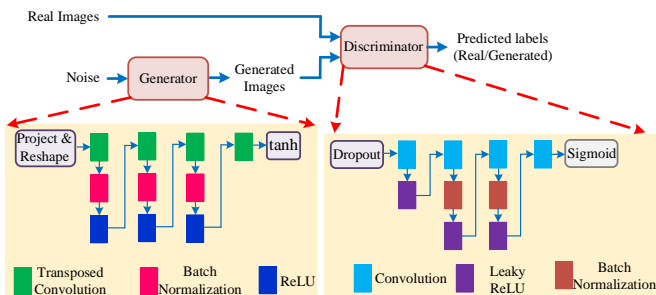 Real Images
Discriminator
Predicted labels
(Real/Generated)
Noise
Generator
Generated
Images
Project &
Reshape
tanh
Dropout
Sigmoid
Transposed
Convolution
Batch
Normalization
ReLU
Convolution
Leaky
ReLU
Batch
Normalization